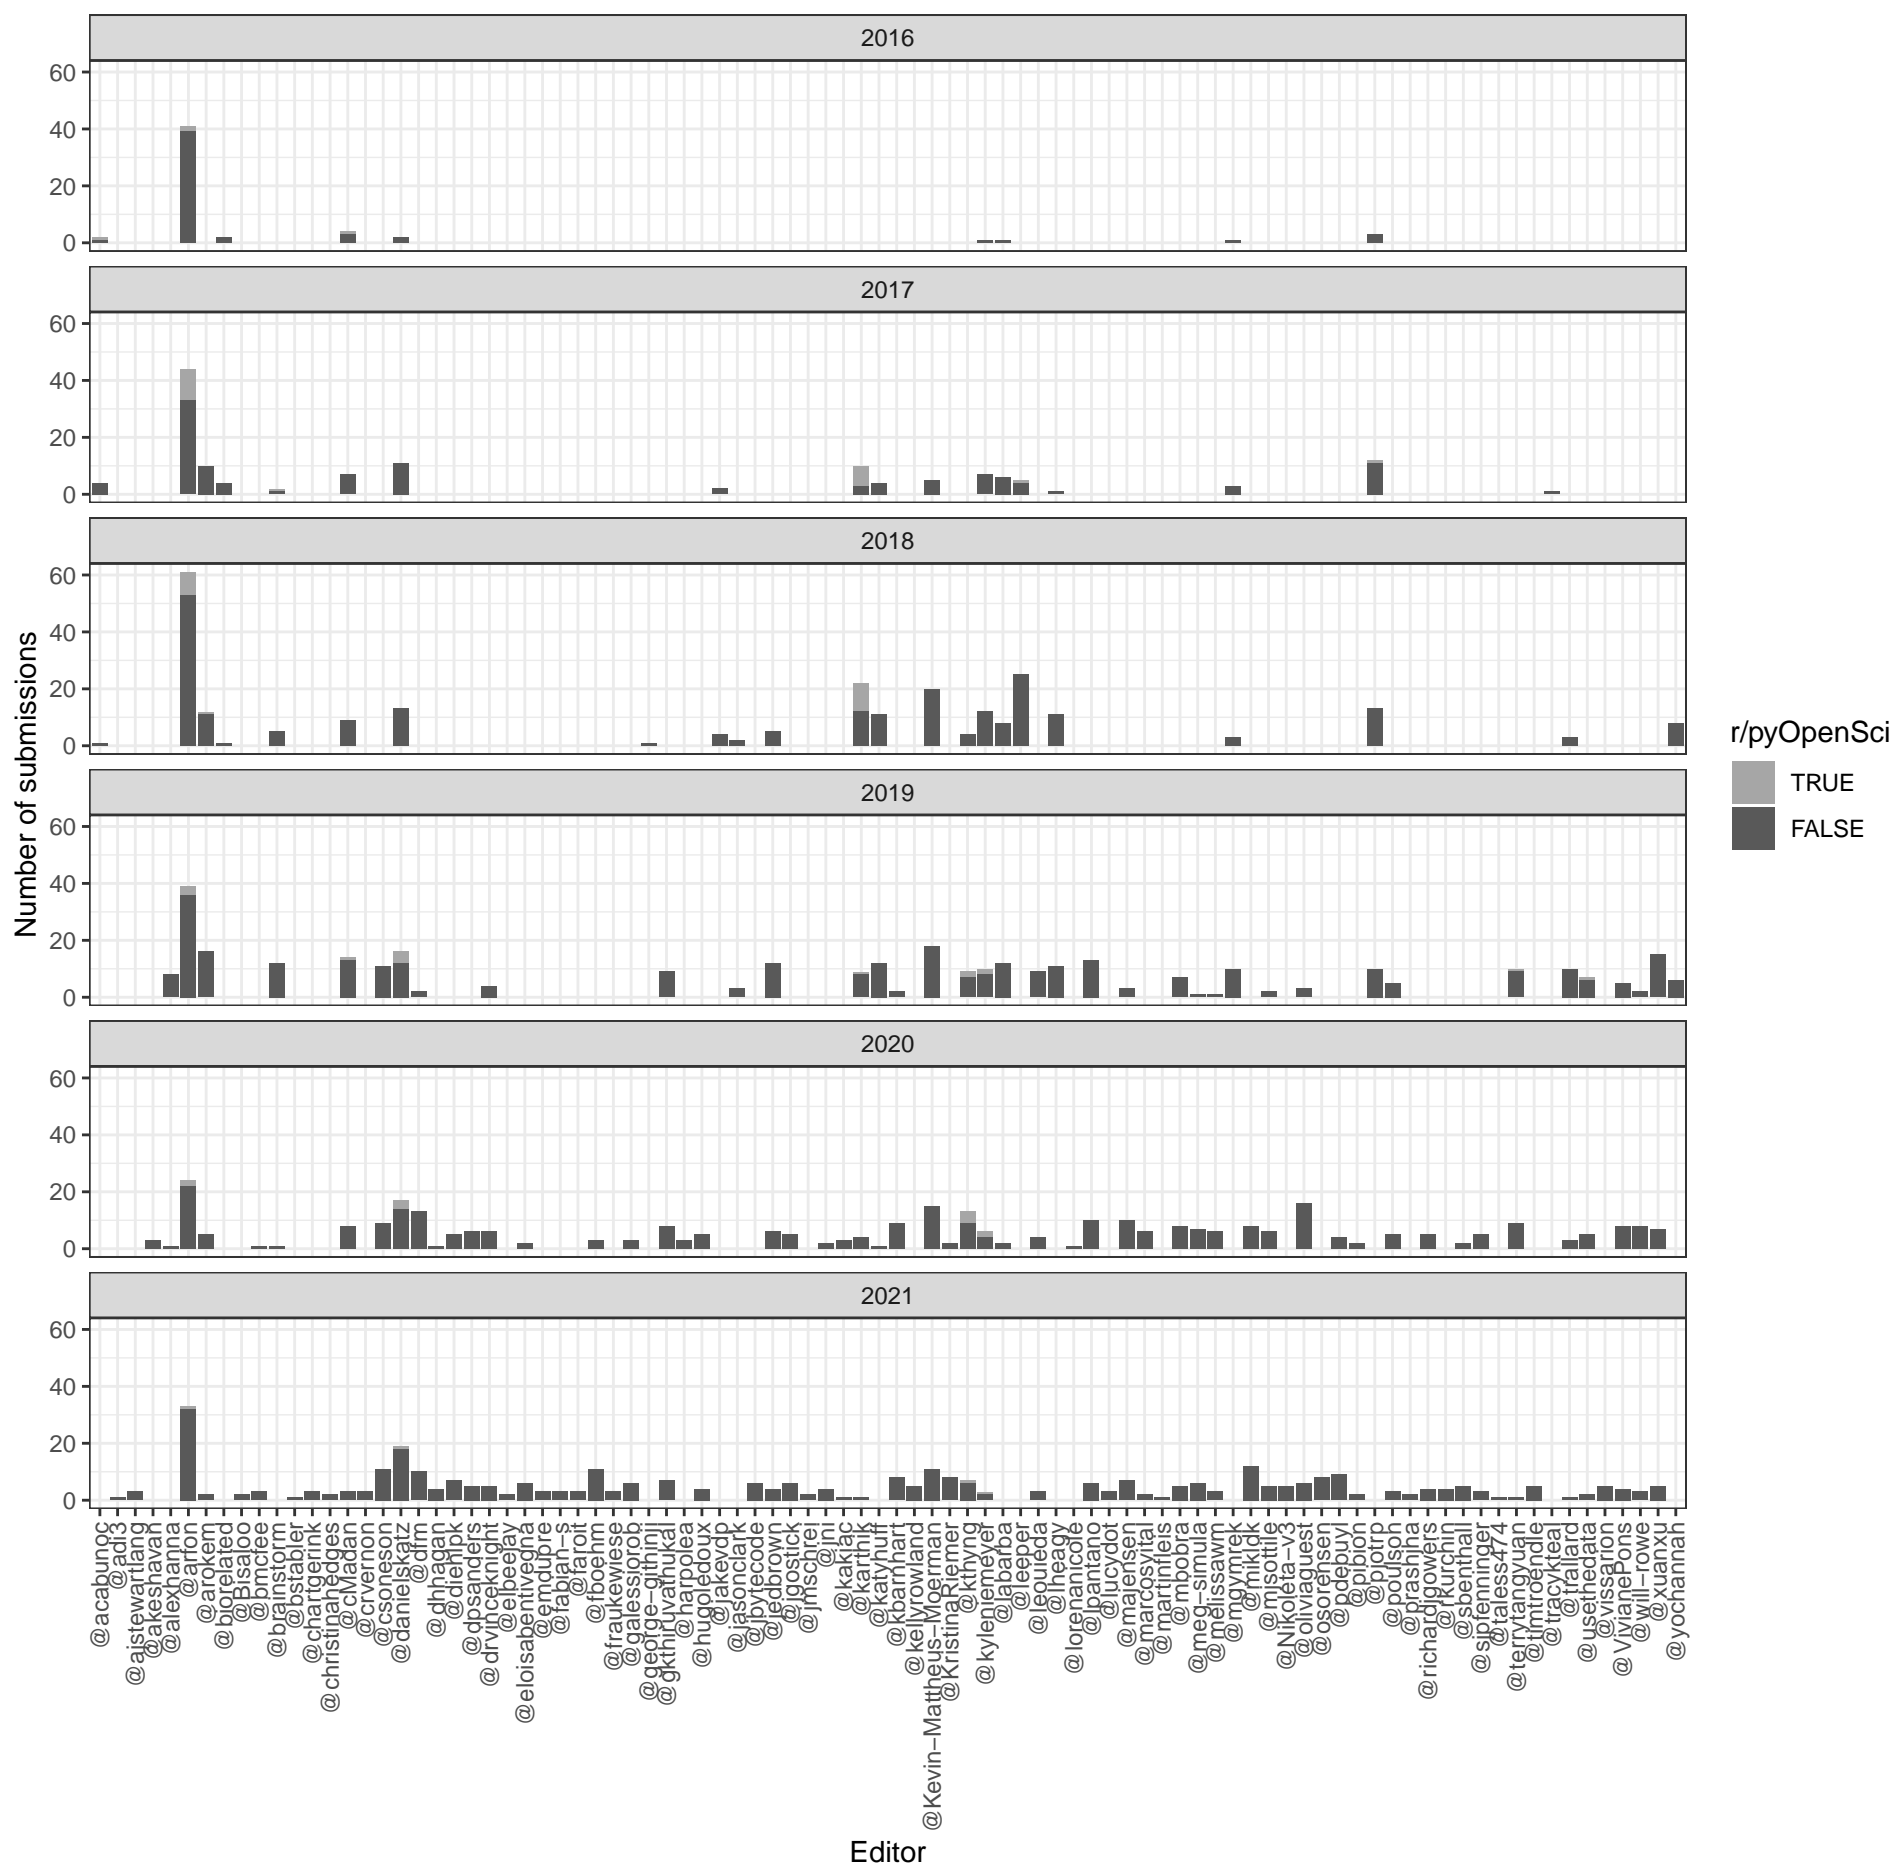 2016
60
40
20
0
2017
60
40
20
0
2018
60
40
20
0
2019
60
40
20
0
2020
60
40
20
0
2021
60
40
20
0
Number of submissions
@acabunoc
@adi3
@ajstewartlang
@akeshavan
@alexhanna
@arfon
@arokem
@biorelated
@Bisaloo
@bmcfee
@brainstorm
@bstabler
@chartgerink
@christinahedges
@cMadan
@crvernon
@csoneson
@danielskatz
@dfm
@dhhagan
@diehlpk
@dpsanders
@drvinceknight
@elbeejay
@eloisabentivegna
@emdupre
@fabian-s
@faroit
@fboehm
@fraukewiese
@galessiorob
@george-githinji
@gkthiruvathukal
@harpolea
@hugoledoux
@jakevdp
@jasonclark
@jbytecode
@jedbrown
@jgostick
@jmschrei
@jni
@kakiac
@karthik
@katyhuff
@kbarnhart
@kellyrowland
@Kevin-Mattheus-Moerman
@KristinaRiemer
@kthyng
@kyleniemeyer
@labarba
@leeper
@leouieda
@lheagy
@lorenanicole
@lpantano
@lucydot
@majensen
@marcosvital
@martinfleis
@mbobra
@meg-simula
@melissawm
@mgymrek
@mikldk
@mjsottile
@Nikoleta-v3
@oliviaguest
@osorensen
@pdebuyl
@pibion
@pjotrp
@poulson
@prashjha
@richardjgowers
@rkurchin
@sbenthall
@sjpfenninger
@taless474
@terrytangyuan
@timtroendle
@tracykteal
@trallard
@usethedata
@vissarion
@VivianePons
@will-rowe
@xuanxu
@yochannah
Editor
r/pyOpenSci
TRUE
FALSE